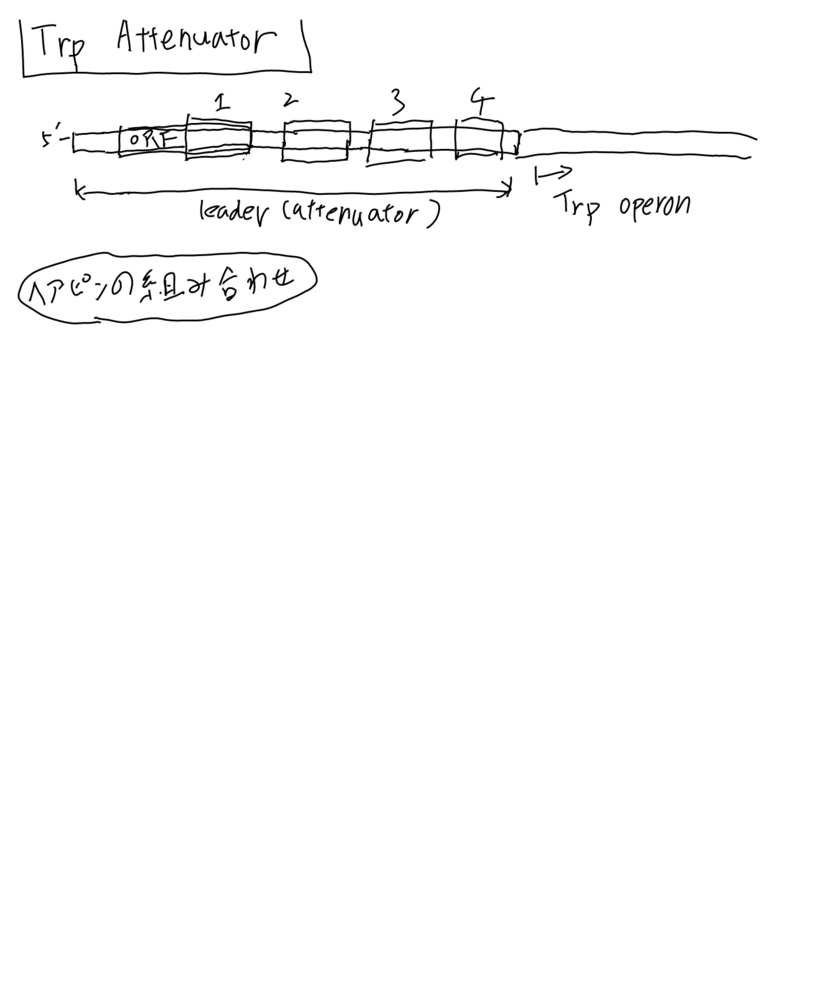 Trp Attenuator
1 2 3 4
5'- ORF
leader (attenuator)
Trp operon
ヘアピンの組み合わせ